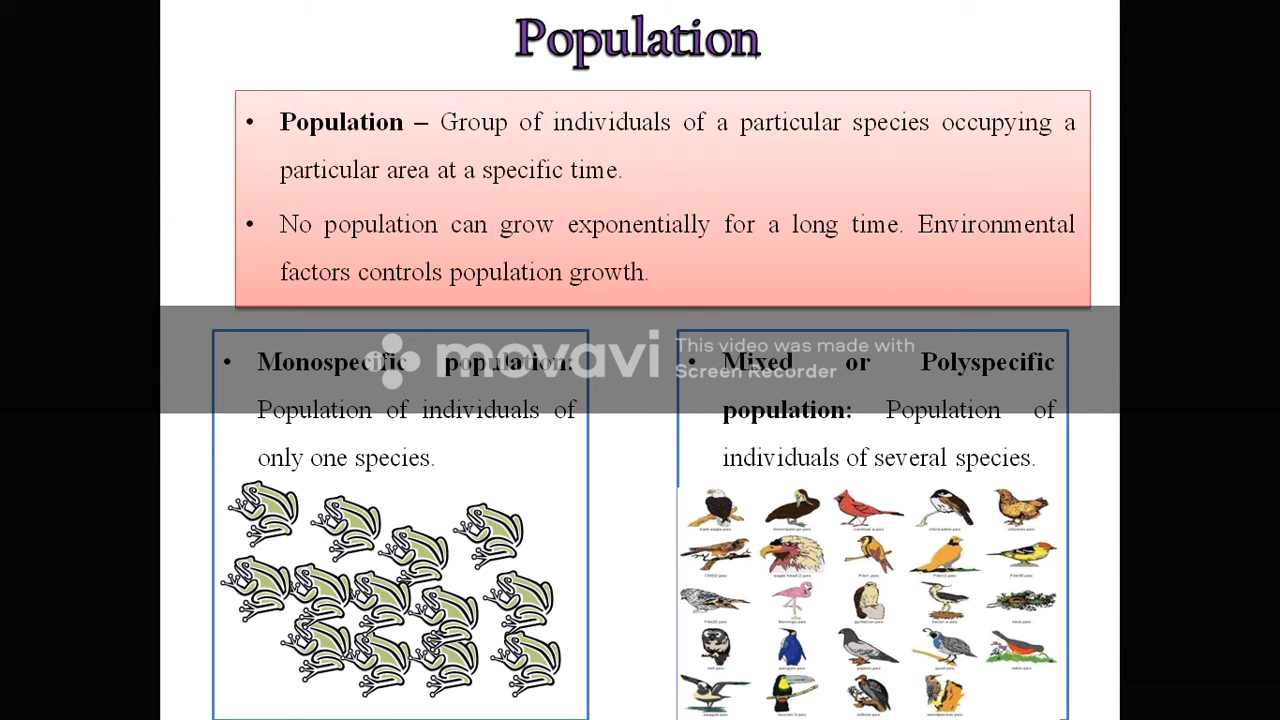 Population
• Population – Group of individuals of a particular species occupying a
particular area at a specific time.
• No population can grow exponentially for a long time. Environmental
factors controls population growth.
movavi
This video was made with
Screen Recorder
• Monospecific population:
Population of individuals of
only one species.
• Mixed or Polyspecific
population: Population of
individuals of several species.